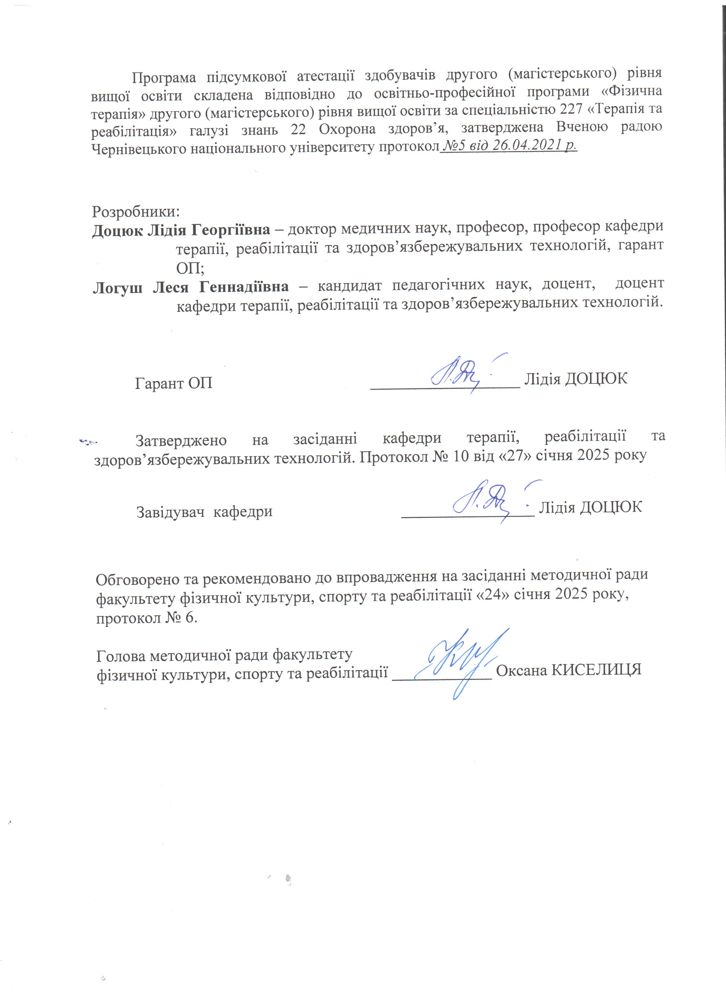 Програма підсумкової атестації здобувачів другого (магістерського) рівня
вищої освіти складена відповідно до освітньо-професійної програми «Фізична
терапія» другого (магістерського) рівня вищої освіти за спеціальністю 227 «Терапія та
реабілітація» галузі знань 22 Охорона здоров’я, затверджена Вченою радою
Чернівецького національного університету протокол №5 від 26.04.2021 р.
Розробники:
Доцюк Лідія Георгіївна – доктор медичних наук, професор, професор кафедри
терапії, реабілітації та здоров’язбережувальних технологій, гарант
ОП;
Логуш Леся Геннадіївна – кандидат педагогічних наук, доцент, доцент
кафедри терапії, реабілітації та здоров’язбережувальних технологій.
Гарант ОП Лідія ДОЦЮК
Затверджено на засіданні кафедри терапії, реабілітації та
здоров’язбережувальних технологій. Протокол № 10 від «27» січня 2025 року
Завідувач кафедри Лідія ДОЦЮК
Обговорено та рекомендовано до впровадження на засіданні методичної ради
факультету фізичної культури, спорту та реабілітації «24» січня 2025 року,
протокол № 6.
Голова методичної ради факультету
фізичної культури, спорту та реабілітації Оксана КИСЕЛИЦЯ